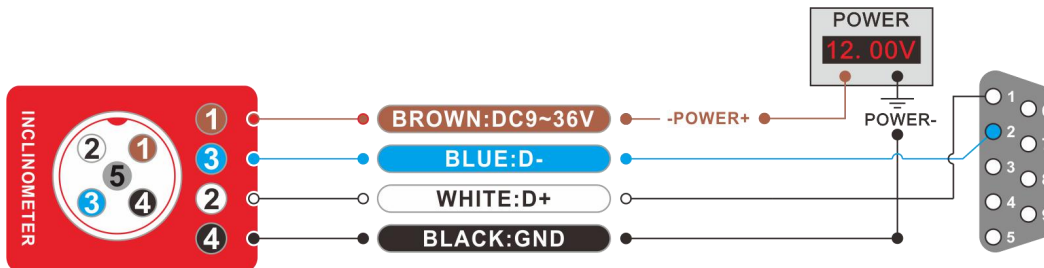 POWER
12.00V
INCLINOMETER
2 1
5
3 4
1 BROWN:DC9~36V -POWER+ POWER-
3 BLUE:D-
2 WHITE:D+
4 BLACK:GND
1
2
3
4
5